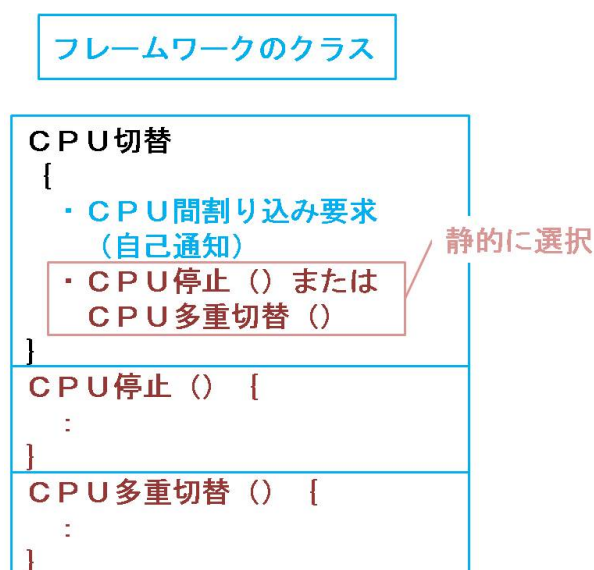 フレームワークのクラス
CPU切替
{
・CPU間割り込み要求
(自己通知)
・CPU停止()または
CPU多重切替()
静的に選択
}
CPU停止() {
:
}
CPU多重切替() {
:
}